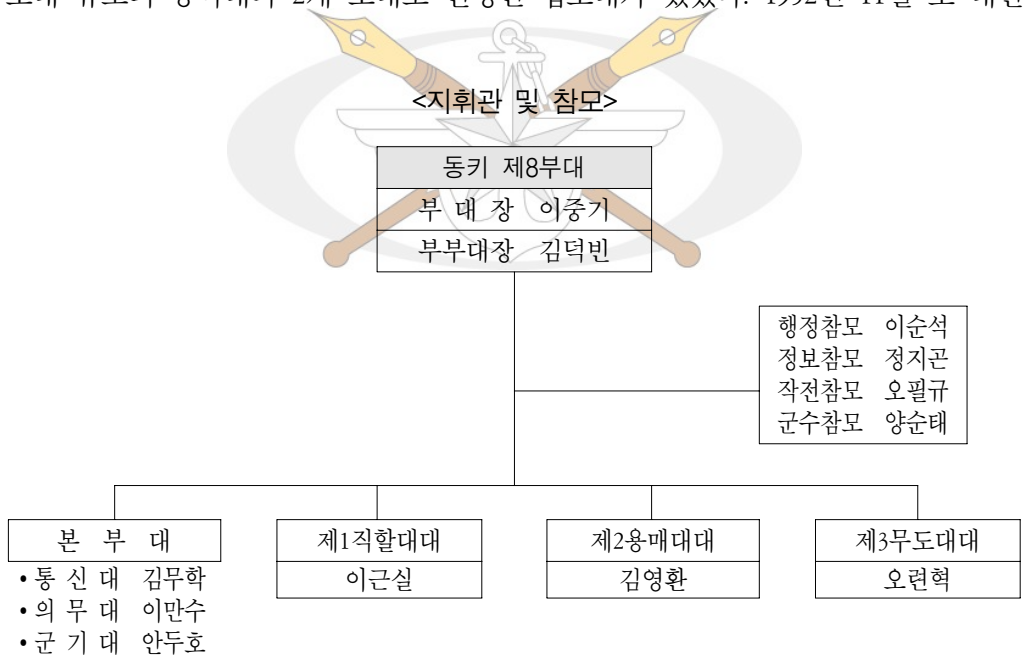 <지휘관 및 참모>
동키 제8부대
부 대 장 이중기
부부대장 김덕빈
행정참모 이순석
정보참모 정지곤
작전참모 오필규
군수참모 양순태
본 부 대
•통 신 대 김무학
•의 무 대 이만수
•군 기 대 안두호
제1직할대대
이근실
제2용매대대
김영환
제3무도대대
오련혁